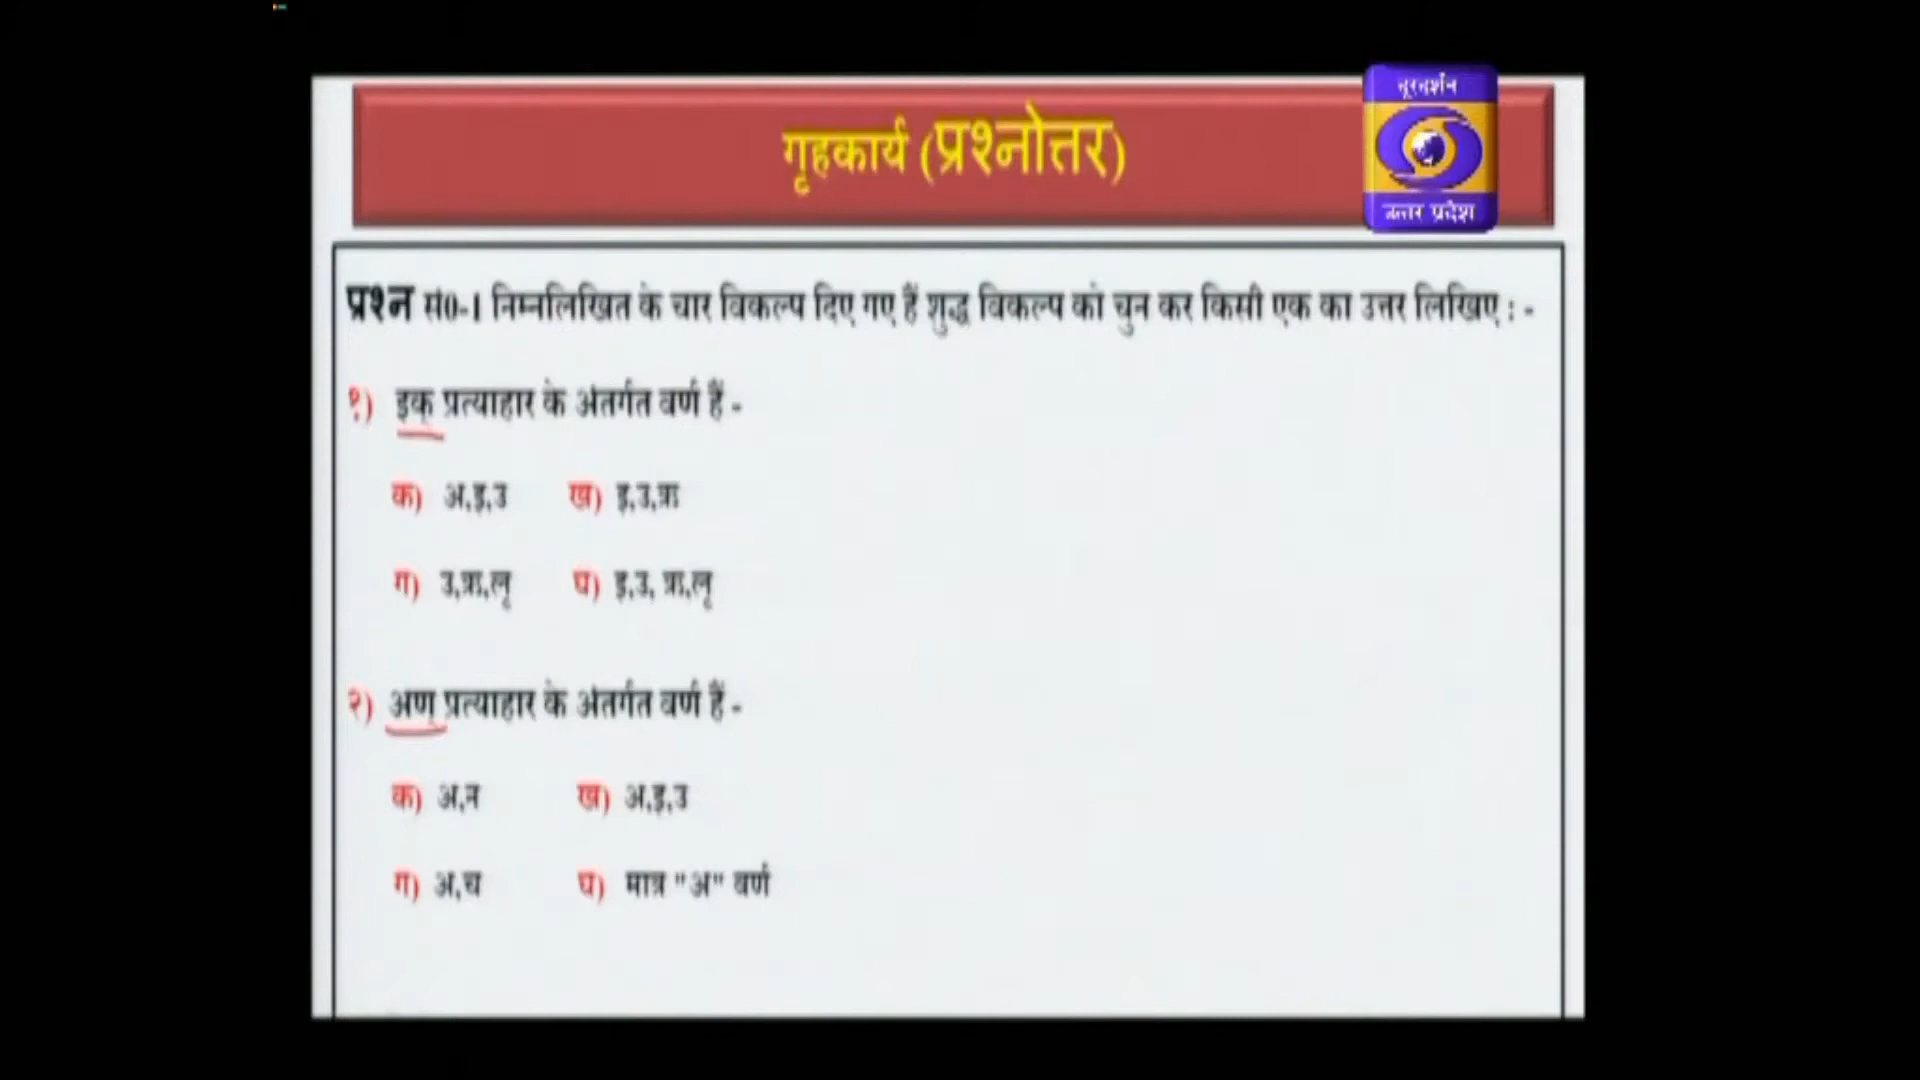 दूरदर्शन
उत्तर प्रदेश
गृहकार्य (प्रश्नोत्तर)
प्रश्न सं0-1 निम्नलिखित के चार विकल्प दिए गए हैं शुद्ध विकल्प को चुन कर किसी एक का उत्तर लिखिए : -
१) इक् प्रत्याहार के अंतर्गत वर्ण हैं -
क) अ,इ,उ ख) इ,उ,ऋ
ग) उ,ऋ,लृ घ) इ,उ, ऋ,लृ
२) अण् प्रत्याहार के अंतर्गत वर्ण हैं -
क) अ,न ख) अ,इ,उ
ग) अ,च घ) मात्र "अ" वर्ण